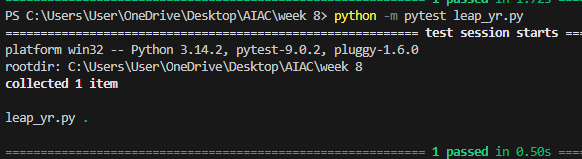 1 passed in 1.72s
PS C:\Users\User\OneDrive\Desktop\AIAC\week 8> python -m pytest leap_yr.py
===== test session starts =====
platform win32 -- Python 3.14.2, pytest-9.0.2, pluggy-1.6.0
rootdir: C:\Users\User\OneDrive\Desktop\AIAC\week 8
collected 1 item
leap_yr.py .
===== 1 passed in 0.50s =====